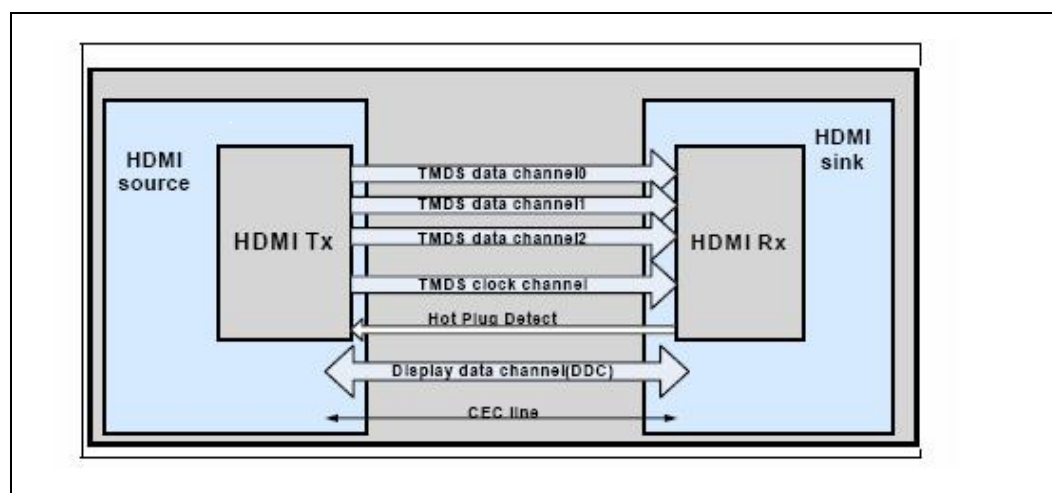 HDMI
source
HDMI Tx
TMDS data channel0
TMDS data channel1
TMDS data channel2
TMDS clock channel
Hot Plug Detect
Display data channel(DDC)
CEC line
HDMI Rx
HDMI
sink